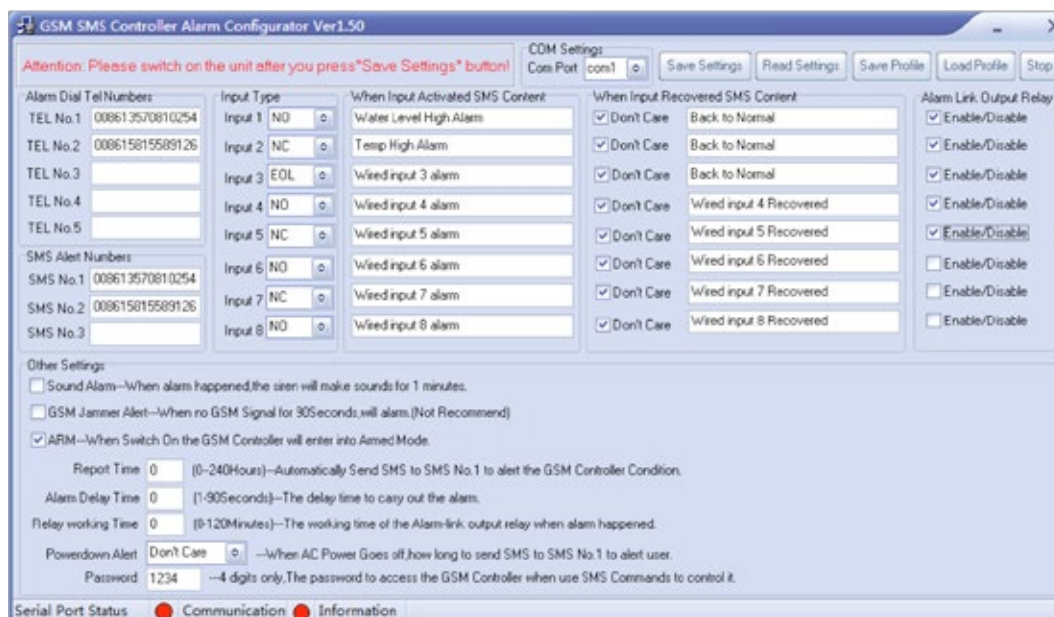 GSM SMS Controller Alarm Configurator Ver1.50
Attention: Please switch on the unit after you press"Save Settings" button!
COM Settings
Com Port com1
Save Settings
Read Settings
Save Profile
Load Profile
Stop
Alarm Dial Tel Numbers
TEL No.1 008613570810254
TEL No.2 008615815589126
TEL No.3
TEL No.4
TEL No.5
SMS Alert Numbers
SMS No.1 008613570810254
SMS No.2 008615815589126
SMS No.3
Input Type
Input 1 NO
Input 2 NC
Input 3 EOL
Input 4 NO
Input 5 NC
Input 6 NO
Input 7 NC
Input 8 NO
When Input Activated SMS Content
Water Level High Alarm
Temp High Alarm
Wired input 3 alarm
Wired input 4 alarm
Wired input 5 alarm
Wired input 6 alarm
Wired input 7 alarm
Wired input 8 alarm
When Input Recovered SMS Content
Don't Care Back to Normal
Don't Care Back to Normal
Don't Care Back to Normal
Don't Care Wired input 4 Recovered
Don't Care Wired input 5 Recovered
Don't Care Wired input 6 Recovered
Don't Care Wired input 7 Recovered
Don't Care Wired input 8 Recovered
Alarm Link Output Relay
Enable/Disable
Enable/Disable
Enable/Disable
Enable/Disable
Enable/Disable
Enable/Disable
Enable/Disable
Enable/Disable
Other Settings
Sound Alarm--When alarm happened,the siren will make sounds for 1 minutes.
GSM Jammer Alert--When no GSM Signal for 90Seconds,will alarm.(Not Recommend)
ARM--When Switch On the GSM Controller will enter into Armed Mode.
Report Time 0 (0--240Hours)--Automatically Send SMS to SMS No.1 to alert the GSM Controller Condition.
Alarm Delay Time 0 (1-90Seconds)--The delay time to carry out the alarm.
Relay working Time 0 (0-120Minutes)--The working time of the Alarm-link output relay when alarm happened.
Powerdown Alert Don't Care --When AC Power Goes off,how long to send SMS to SMS No.1 to alert user.
Password 1234 --4 digits only,The password to access the GSM Controller when use SMS Commands to control it.
Serial Port Status Communication Information